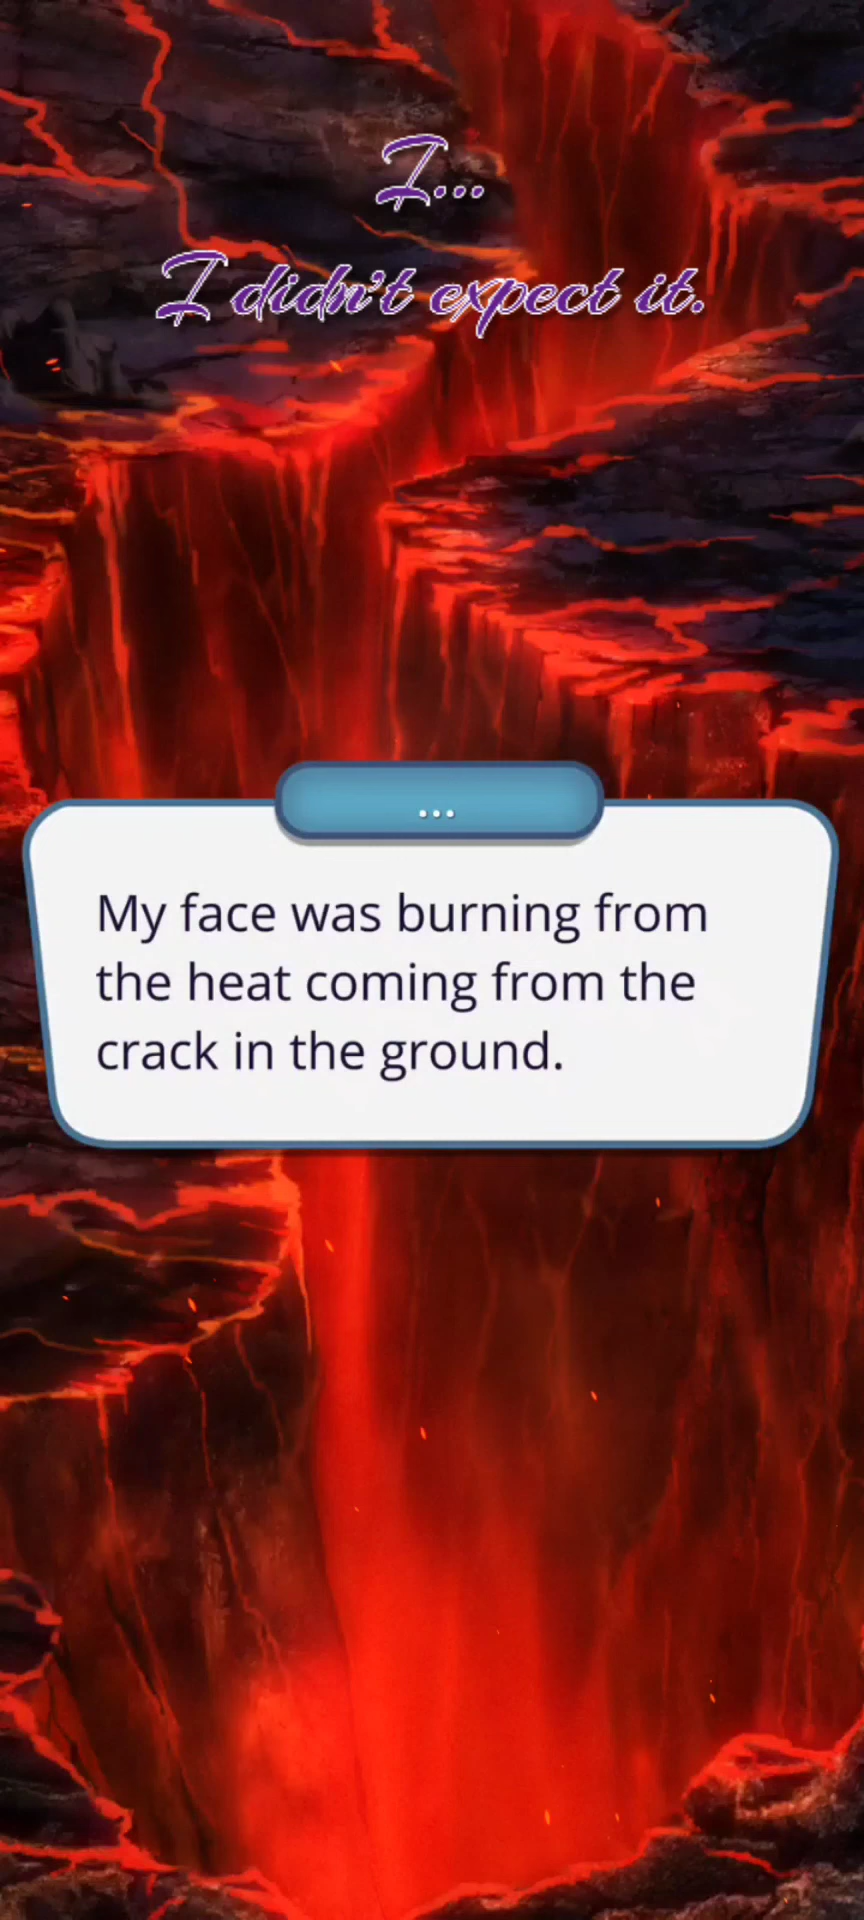 I...
I didn't expect it.
...
My face was burning from
the heat coming from the
crack in the ground.